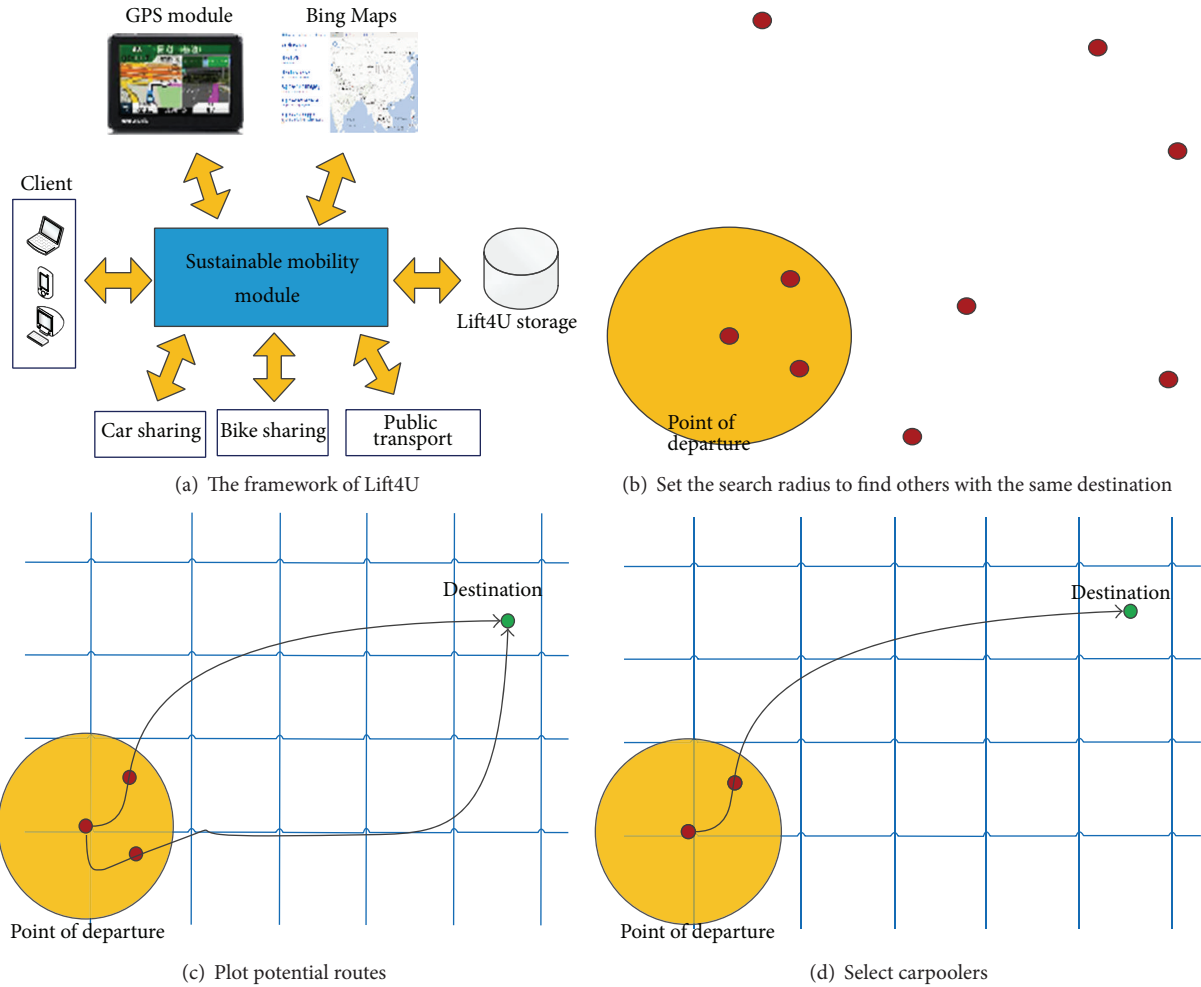 GPS module
Bing Maps
Client
Sustainable mobility
module
Lift4U storage
Car sharing
Bike sharing
Public
transport
(a) The framework of Lift4U
Point of
departure
(b) Set the search radius to find others with the same destination
Destination
Point of departure
(c) Plot potential routes
Destination
Point of departure
(d) Select carpoolers